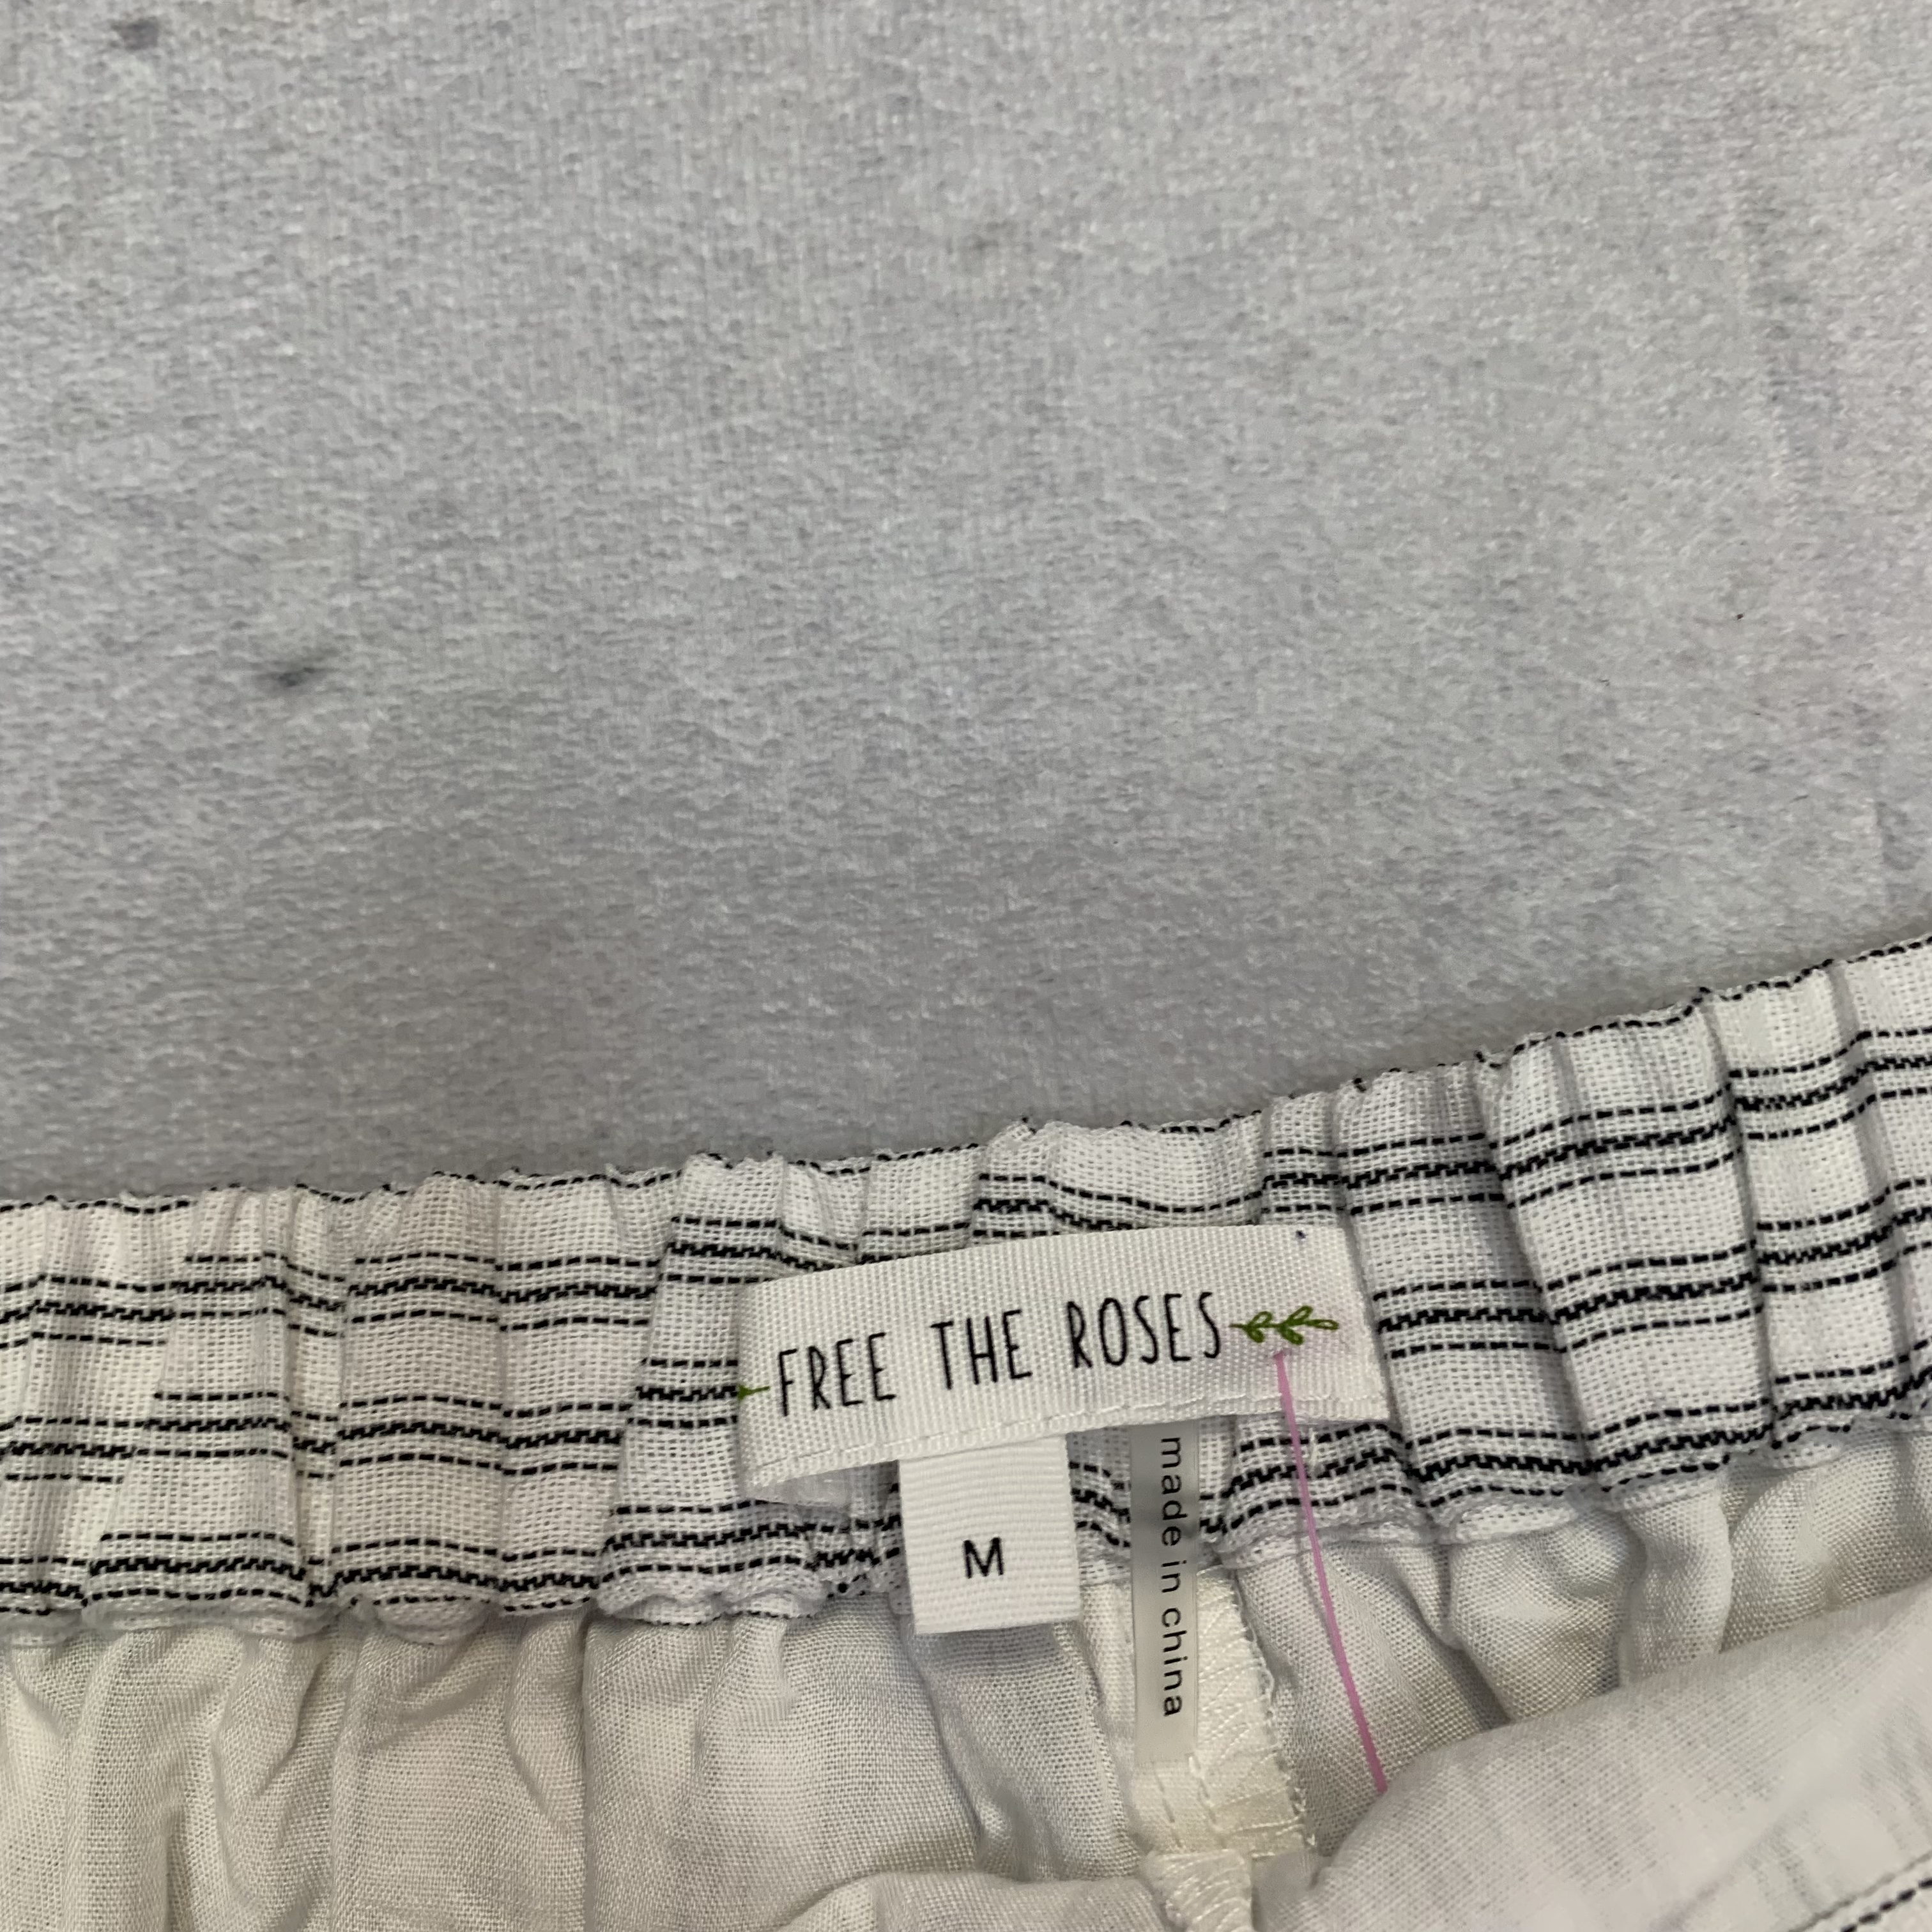 FREE THE ROSES
M
made in china